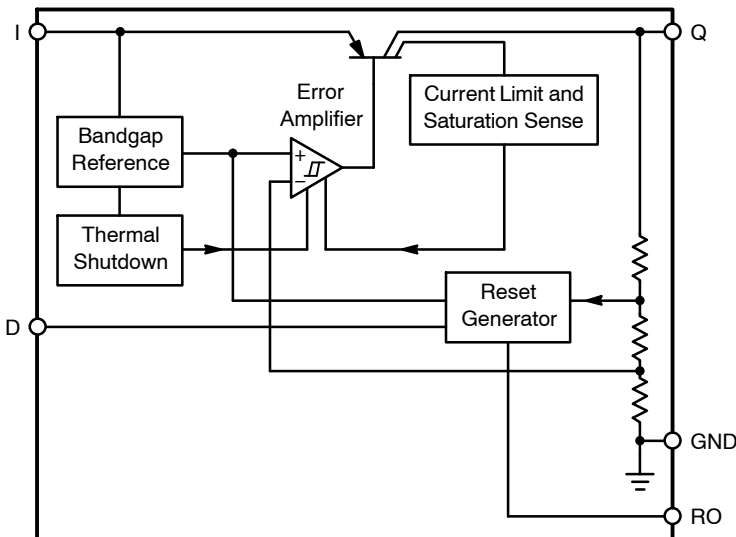 I
Q
Error
Amplifier
Current Limit and
Saturation Sense
Bandgap
Reference
+
−
Thermal
Shutdown
Reset
Generator
D
GND
RO